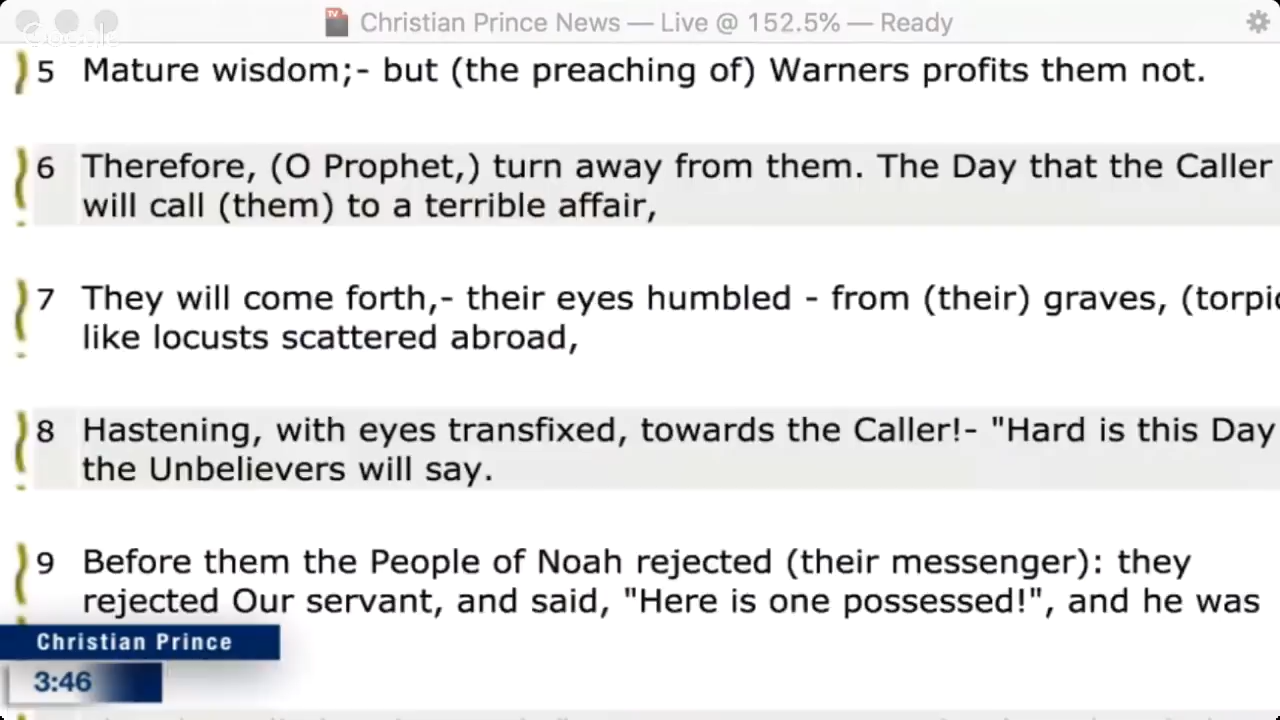 Christian Prince News — Live @ 152.5% — Ready
Google
5 Mature wisdom;- but (the preaching of) Warners profits them not.
6 Therefore, (O Prophet,) turn away from them. The Day that the Caller
will call (them) to a terrible affair,
7 They will come forth,- their eyes humbled - from (their) graves, (torpi
like locusts scattered abroad,
8 Hastening, with eyes transfixed, towards the Caller!- "Hard is this Day
the Unbelievers will say.
9 Before them the People of Noah rejected (their messenger): they
rejected Our servant, and said, "Here is one possessed!", and he was
Christian Prince
3:46